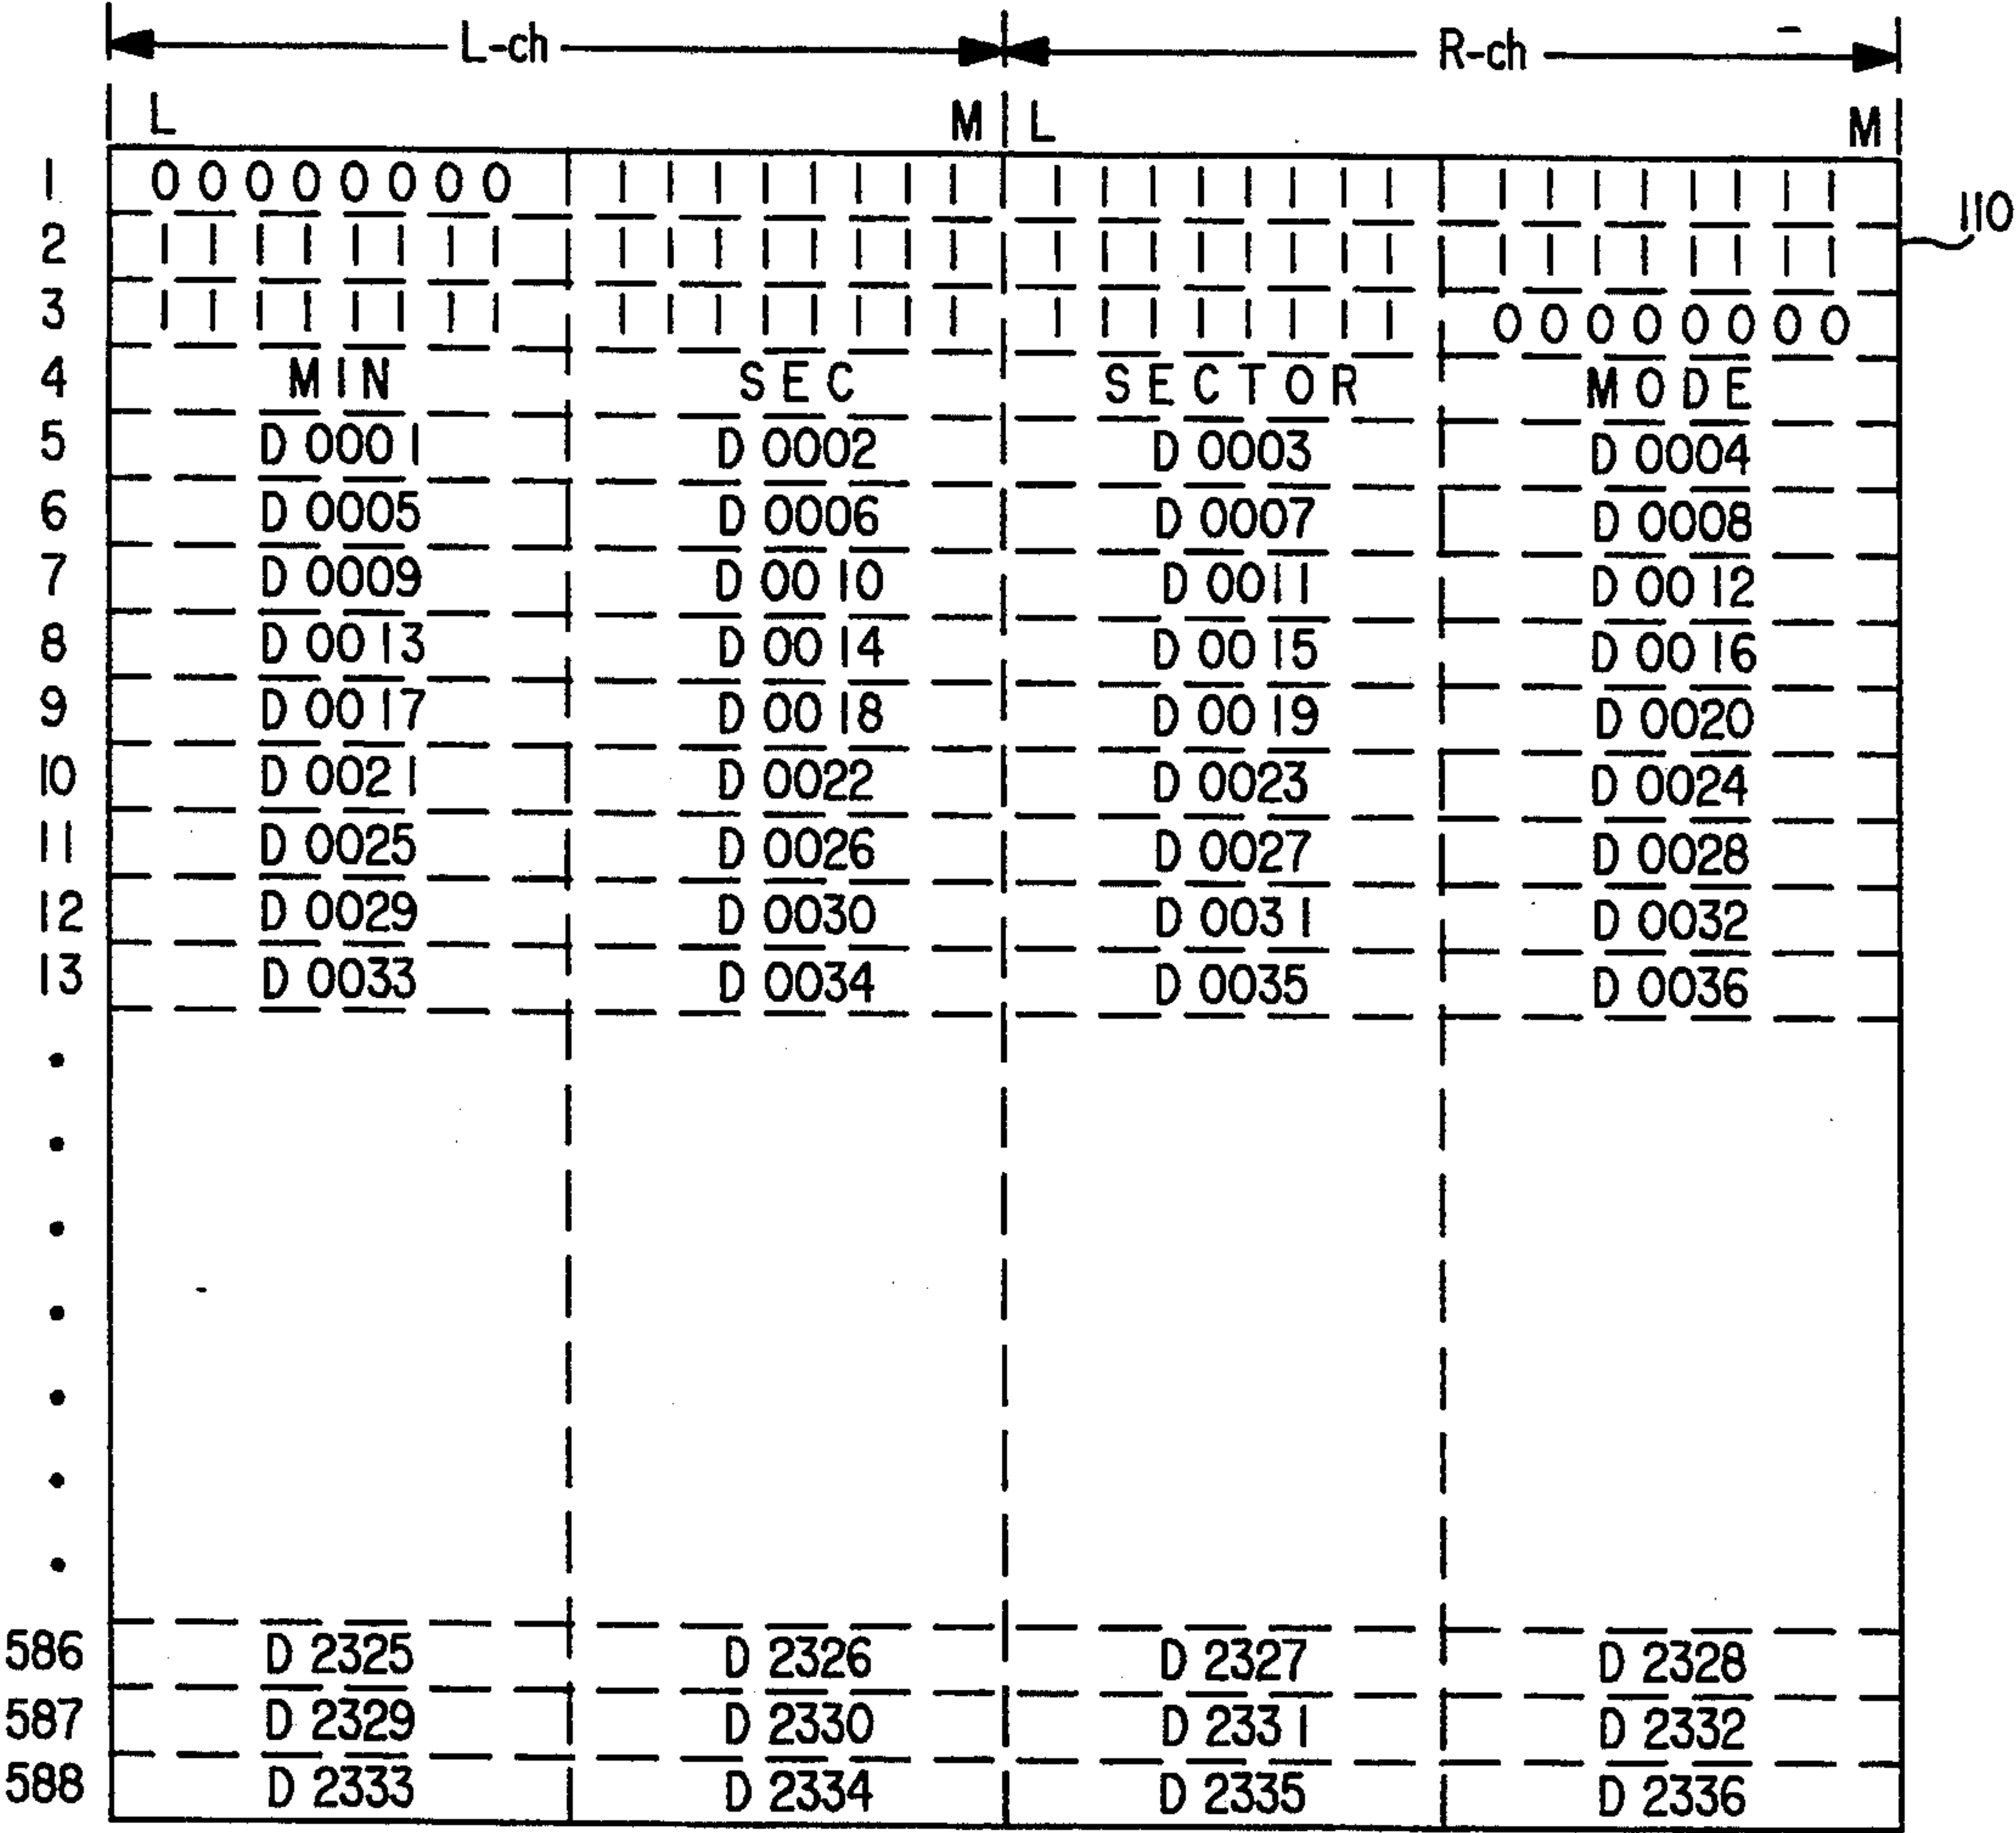 L-ch R-ch
L M L M
1 00000000 11111111 11111111 11111111
110
2 11111111 11111111 11111111 11111111
3 11111111 11111111 11111111 00000000
4 MIN SEC SECTOR MODE
5 D 0001 D 0002 D 0003 D 0004
6 D 0005 D 0006 D 0007 D 0008
7 D 0009 D 0010 D 0011 D 0012
8 D 0013 D 0014 D 0015 D 0016
9 D 0017 D 0018 D 0019 D 0020
10 D 0021 D 0022 D 0023 D 0024
11 D 0025 D 0026 D 0027 D 0028
12 D 0029 D 0030 D 0031 D 0032
13 D 0033 D 0034 D 0035 D 0036
586 D 2325 D 2326 D 2327 D 2328
587 D 2329 D 2330 D 2331 D 2332
588 D 2333 D 2334 D 2335 D 2336